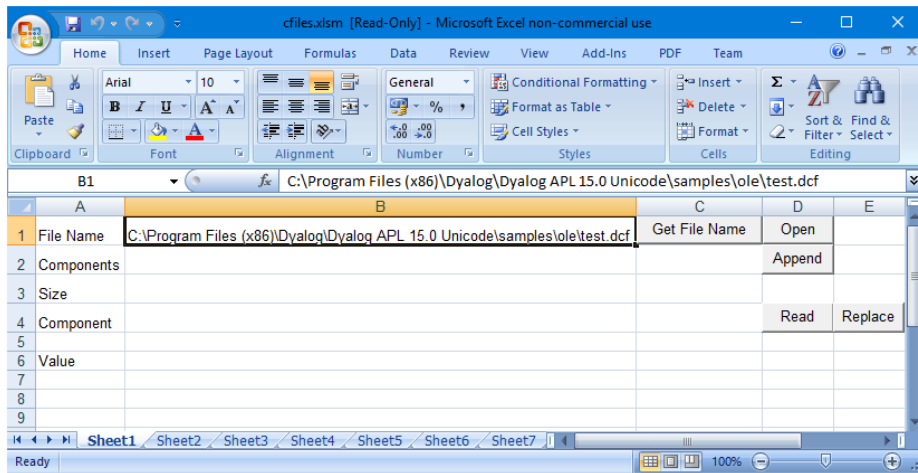 cfiles.xlsm [Read-Only] - Microsoft Excel non-commercial use
Home Insert Page Layout Formulas Data Review View Add-Ins PDF Team
Paste
Clipboard
Arial 10
B I U A A
A
Font
Alignment
General
% ,
.0 .00 .00 .0
Number
Conditional Formatting
Format as Table
Cell Styles
Styles
Insert
Delete
Format
Cells
Σ
A Z
Sort & Filter
Find & Select
Editing
B1 fx C:\Program Files (x86)\Dyalog\Dyalog APL 15.0 Unicode\samples\ole\test.dcf
A B C D E
1 File Name C:\Program Files (x86)\Dyalog\Dyalog APL 15.0 Unicode\samples\ole\test.dcf Get File Name Open
2 Components Append
3 Size
4 Component Read Replace
5
6 Value
7
8
9
Sheet1 Sheet2 Sheet3 Sheet4 Sheet5 Sheet6 Sheet7
Ready 100%